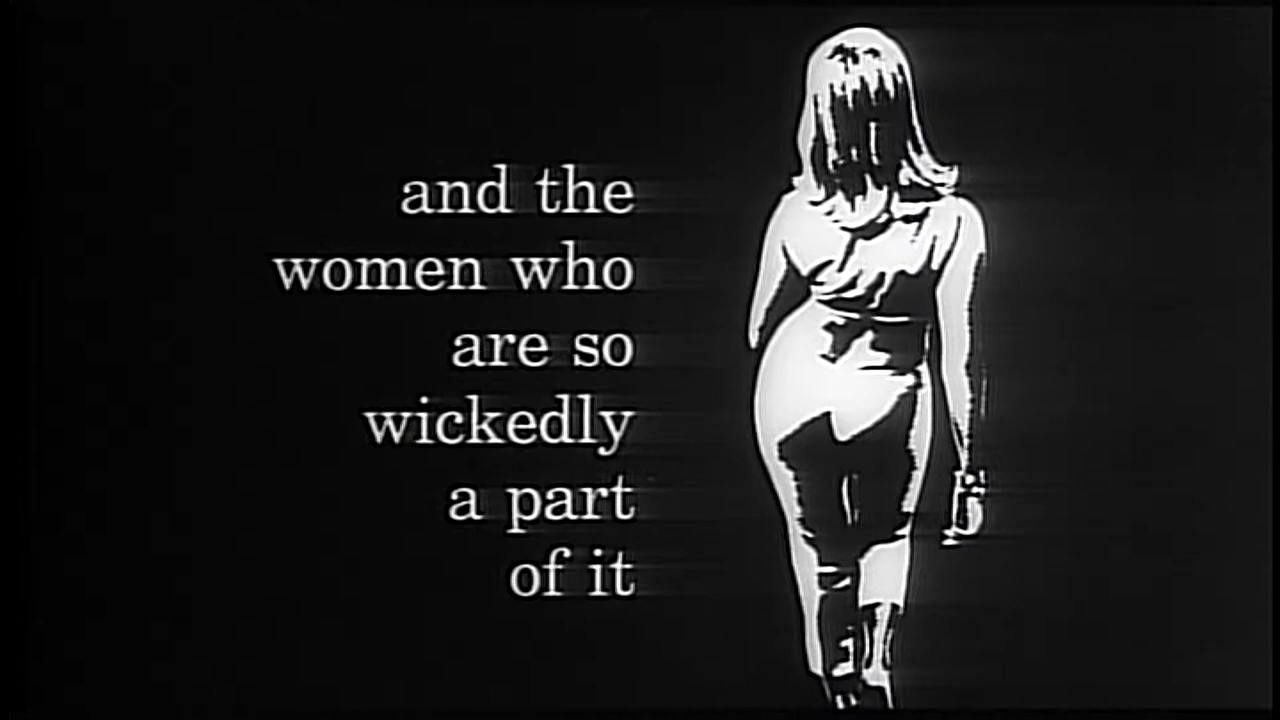 and the
women who
are so
wickedly
a part
of it